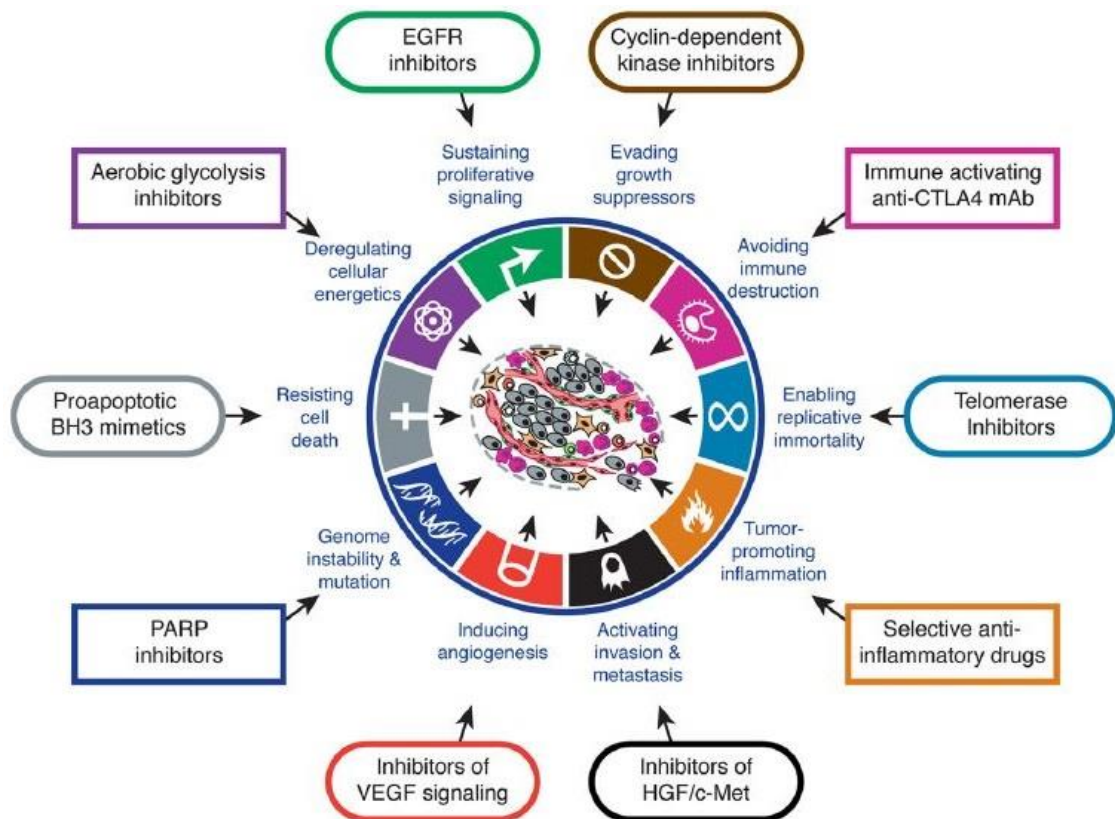 EGFR
inhibitors
Cyclin-dependent
kinase inhibitors
Sustaining
proliferative
signaling
Evading
growth
suppressors
Aerobic glycolysis
inhibitors
Immune activating
anti-CTLA4 mAb
Deregulating
cellular
energetics
Avoiding
immune
destruction
Proapoptotic
BH3 mimetics
Resisting
cell
death
Enabling
replicative
immortality
Telomerase
Inhibitors
Genome
instability &
mutation
Tumor-
promoting
inflammation
PARP
inhibitors
Inducing
angiogenesis
Activating
invasion &
metastasis
Selective anti-
inflammatory drugs
Inhibitors of
VEGF signaling
Inhibitors of
HGF/c-Met